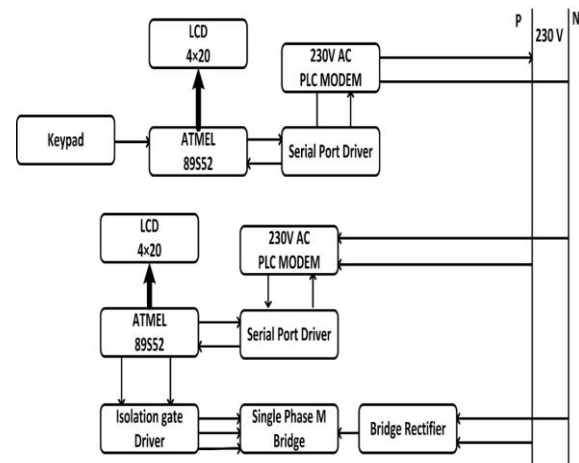 P
N
230 V
LCD
4×20
230V AC
PLC MODEM
Keypad
ATMEL
89S52
Serial Port Driver
LCD
4×20
230V AC
PLC MODEM
ATMEL
89S52
Serial Port Driver
Isolation gate
Driver
Single Phase M
Bridge
Bridge Rectifier